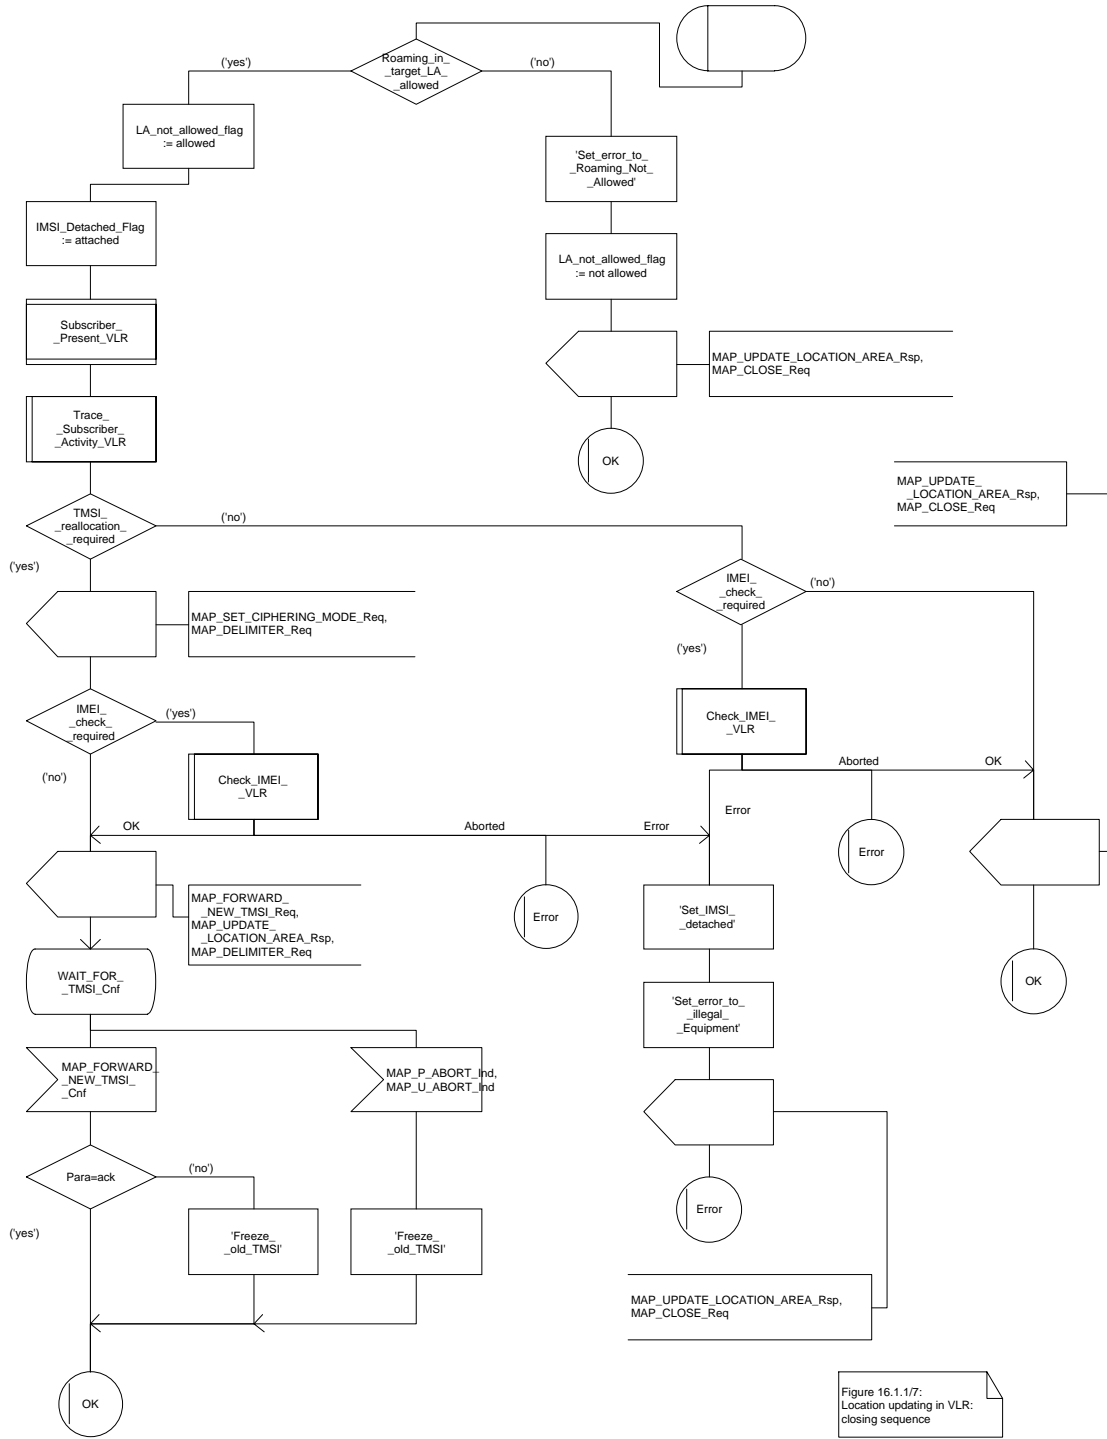 Roaming_in_
_target_LA_
_allowed
('yes')
('no')
LA_not_allowed_flag
:= allowed
'Set_error_to_
_Roaming_Not_
_Allowed'
IMSI_Detached_Flag
:= attached
LA_not_allowed_flag
:= not allowed
Subscriber_
_Present_VLR
MAP_UPDATE_LOCATION_AREA_Rsp,
MAP_CLOSE_Req
Trace_
_Subscriber_
_Activity_VLR
OK
MAP_UPDATE_
_LOCATION_AREA_Rsp,
MAP_CLOSE_Req
TMSI_
_reallocation_
_required
('no')
('yes')
IMEI_
_check_
_required
('no')
('yes')
MAP_SET_CIPHERING_MODE_Req,
MAP_DELIMITER_Req
IMEI_
_check_
_required
('yes')
('no')
Check_IMEI_
_VLR
Check_IMEI_
_VLR
Aborted
OK
Error
Error
OK
Aborted
Error
MAP_FORWARD_
_NEW_TMSI_Req,
MAP_UPDATE_
_LOCATION_AREA_Rsp,
MAP_DELIMITER_Req
Error
'Set_IMSI_
_detached'
OK
WAIT_FOR_
_TMSI_Cnf
'Set_error_to_
_illegal_
_Equipment'
MAP_FORWARD_
_NEW_TMSI_
_Cnf
MAP_P_ABORT_Ind,
MAP_U_ABORT_Ind
Para=ack
('no')
('yes')
Error
'Freeze_
_old_TMSI'
'Freeze_
_old_TMSI'
MAP_UPDATE_LOCATION_AREA_Rsp,
MAP_CLOSE_Req
OK
Figure 16.1.1/7:
Location updating in VLR:
closing sequence